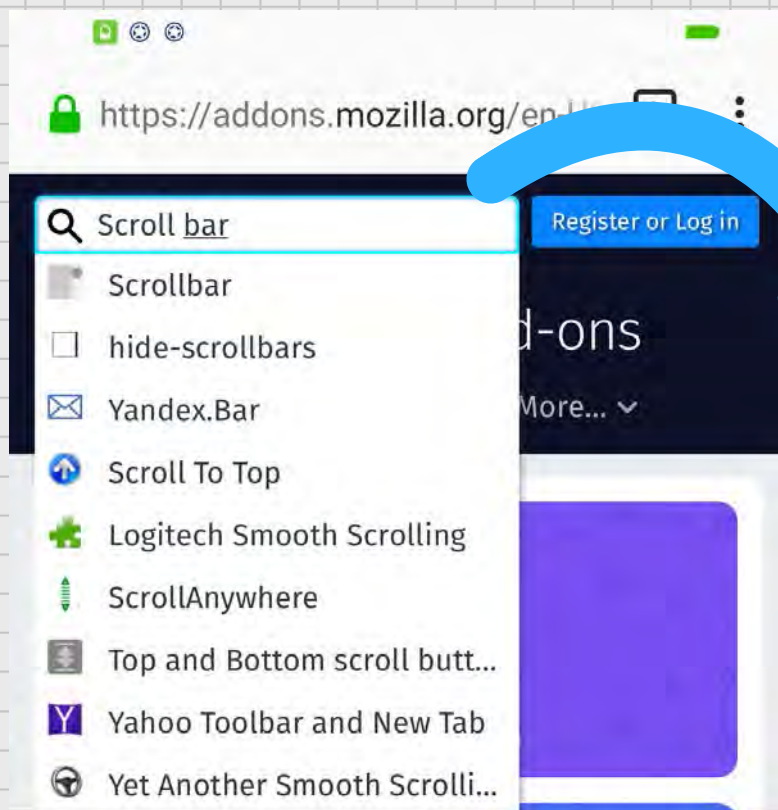 https://addons.mozilla.org/en-U
Scroll bar
Register or Log in
Scrollbar
d-ons
hide-scrollbars
Yandex.Bar
More...
Scroll To Top
Logitech Smooth Scrolling
ScrollAnywhere
Top and Bottom scroll butt...
Yahoo Toolbar and New Tab
Yet Another Smooth Scrolli...